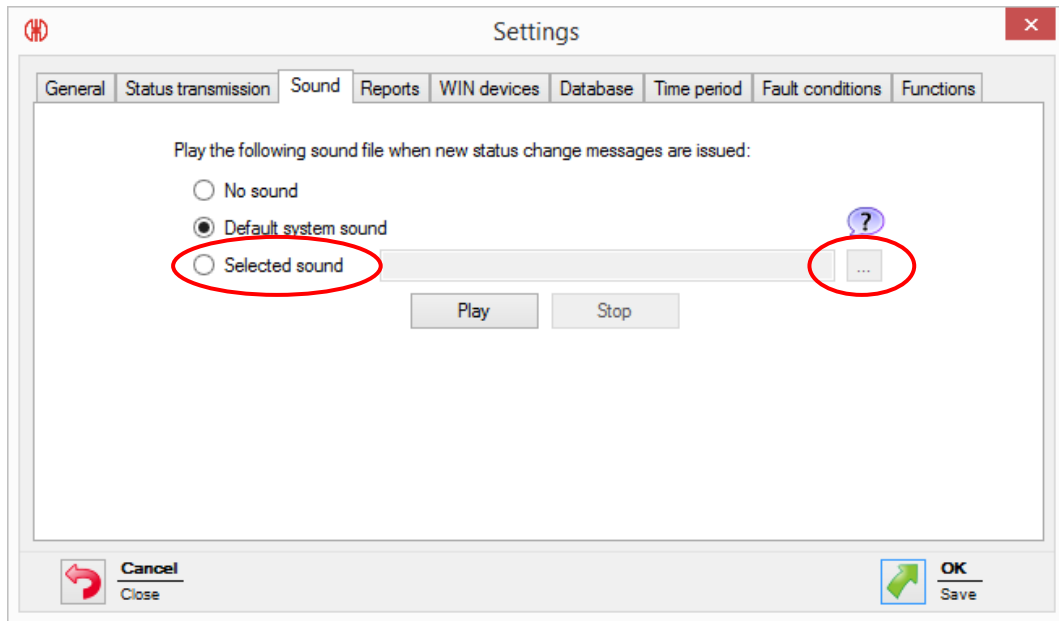 Settings
General Status transmission Sound Reports WIN devices Database Time period Fault conditions Functions
Play the following sound file when new status change messages are issued:
No sound
Default system sound
?
Selected sound ...
Play Stop
Cancel OK
Close Save